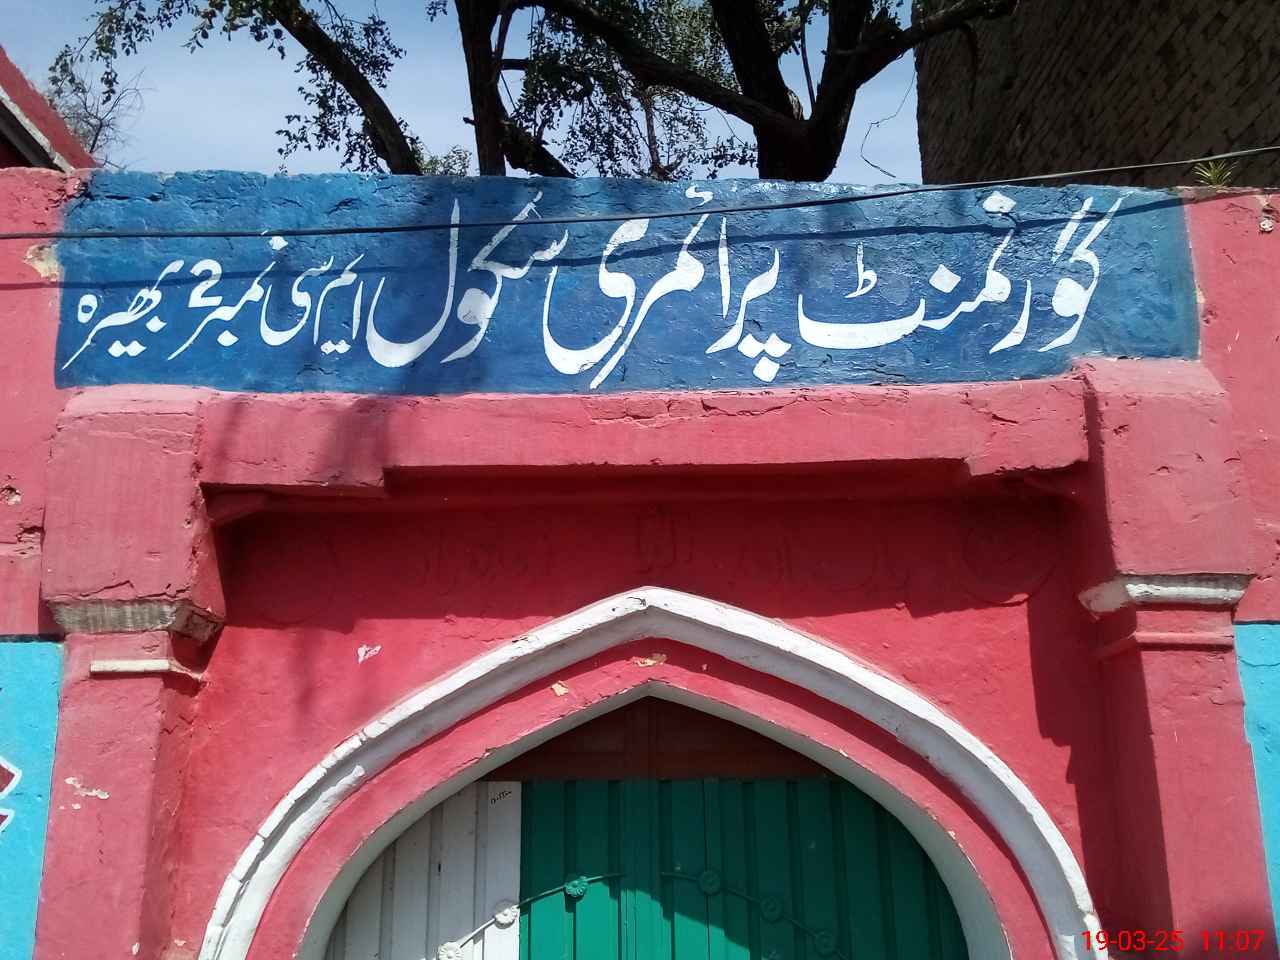 گورنمنٹ پرائمری سکول ایم سی نمبر 2 بھیرہ
19-03-25 11:07